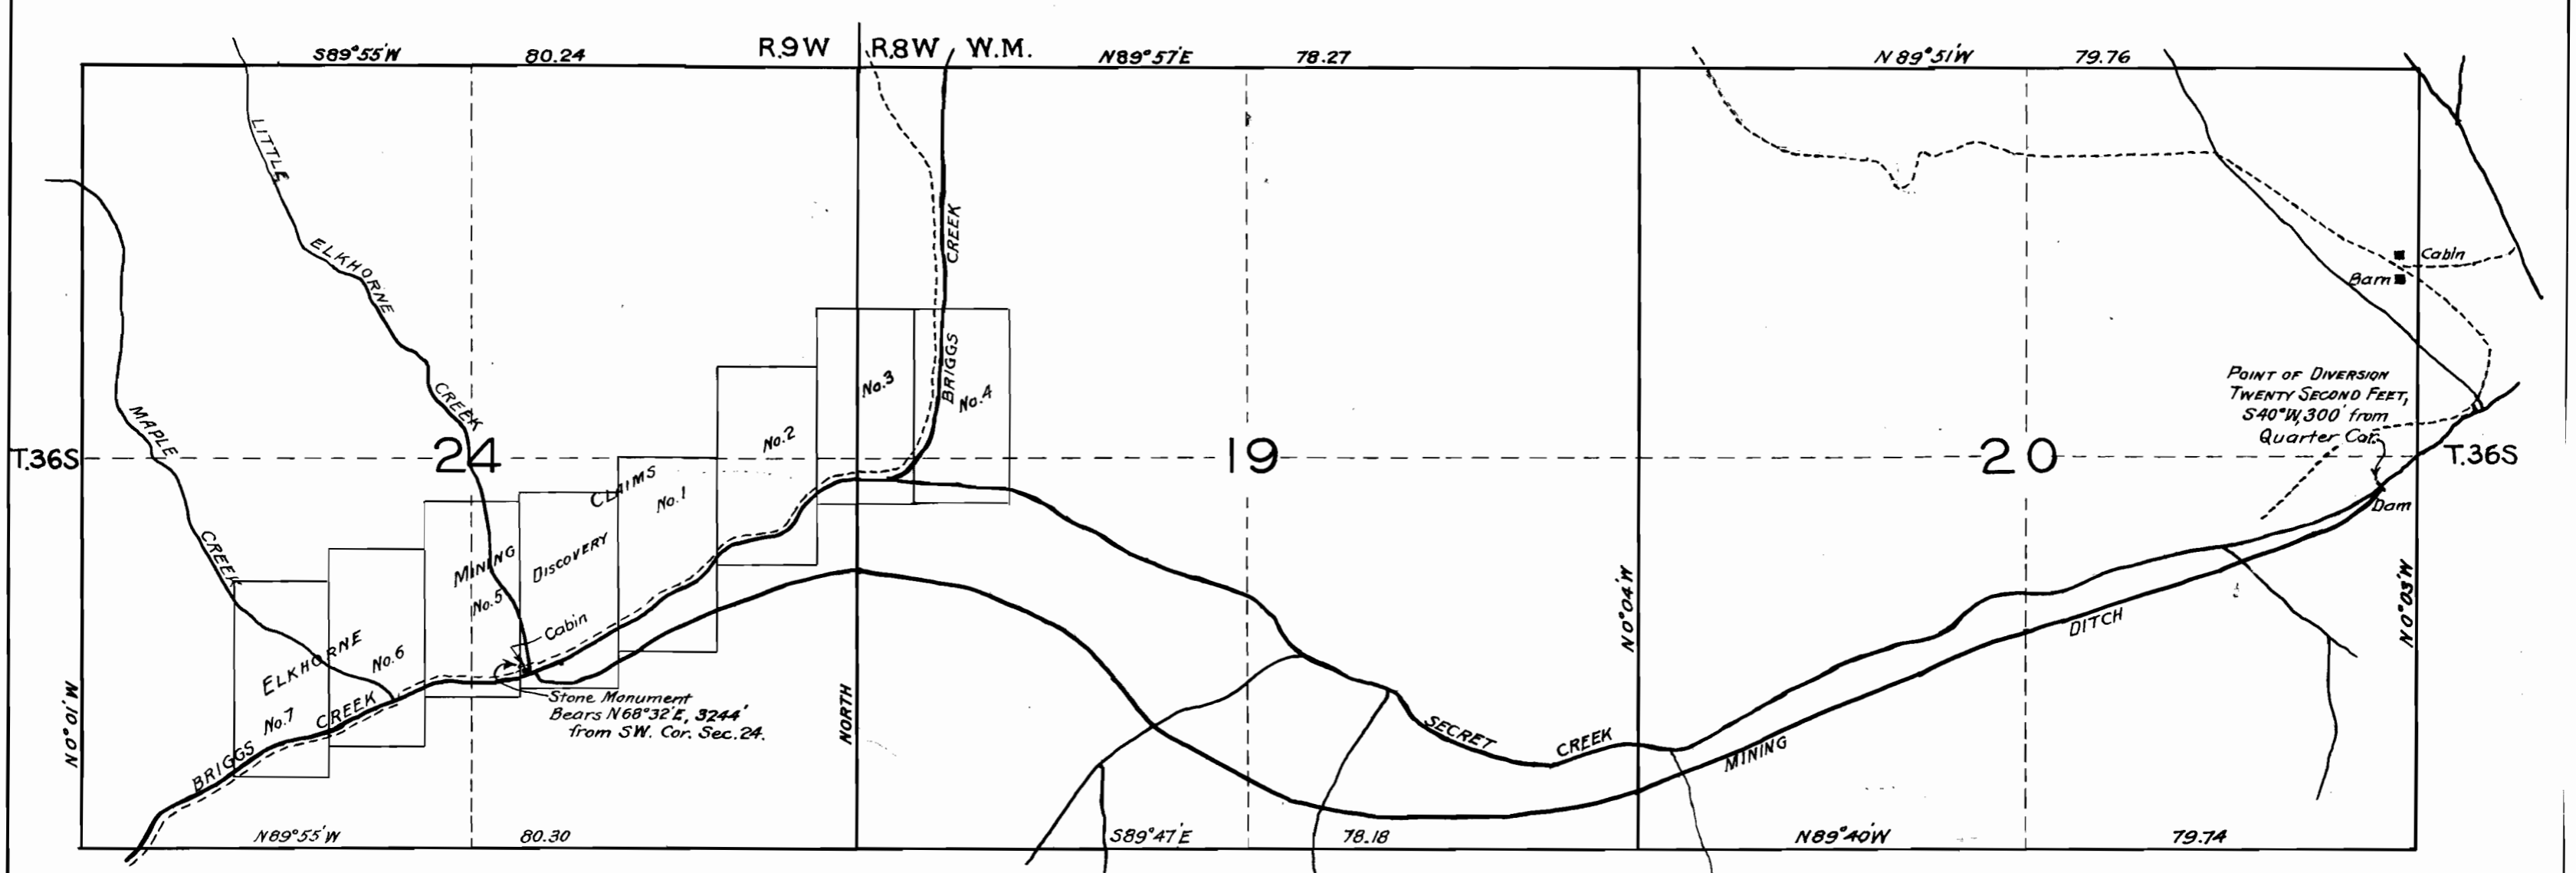 S89°55'W 80.24 R.9W R.8W W.M. N89°57'E 78.27 N89°51'W 79.76
LITTLE
ELKHORNE
CREEK
MAPLE
CREEK
BRIGGS
CREEK
Cabin
Barn
POINT OF DIVERSION
TWENTY SECOND FEET,
S40°W, 300' from
Quarter Cor.
Dam
T.36S
24
19
20
T.36S
No.3
No.4
No.2
CLAIMS
No.1
DISCOVERY
MINING
No.5
Cabin
ELKHORNE
No.6
No.7
BRIGGS CREEK
Stone Monument
Bears N68°32'E, 3244'
from SW. Cor. Sec.24.
N0°01'W
NORTH
N0°04'W
N0°03'W
SECRET CREEK
MINING DITCH
N89°55'W 80.30 S89°47'E 78.18 N89°40'W 79.74